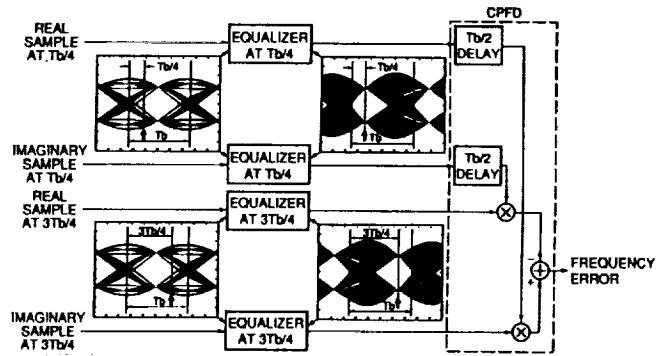 CPFD
REAL
SAMPLE
AT Tb/4
EQUALIZER
AT Tb/4
Tb/2
DELAY
Tb/4
Tb/4
Tb
Tb
IMAGINARY
SAMPLE
AT Tb/4
EQUALIZER
AT Tb/4
Tb/2
DELAY
REAL
SAMPLE
AT 3Tb/4
EQUALIZER
AT 3Tb/4
3Tb/4
3Tb/4
Tb
Tb
FREQUENCY
ERROR
IMAGINARY
SAMPLE
AT 3Tb/4
EQUALIZER
AT 3Tb/4